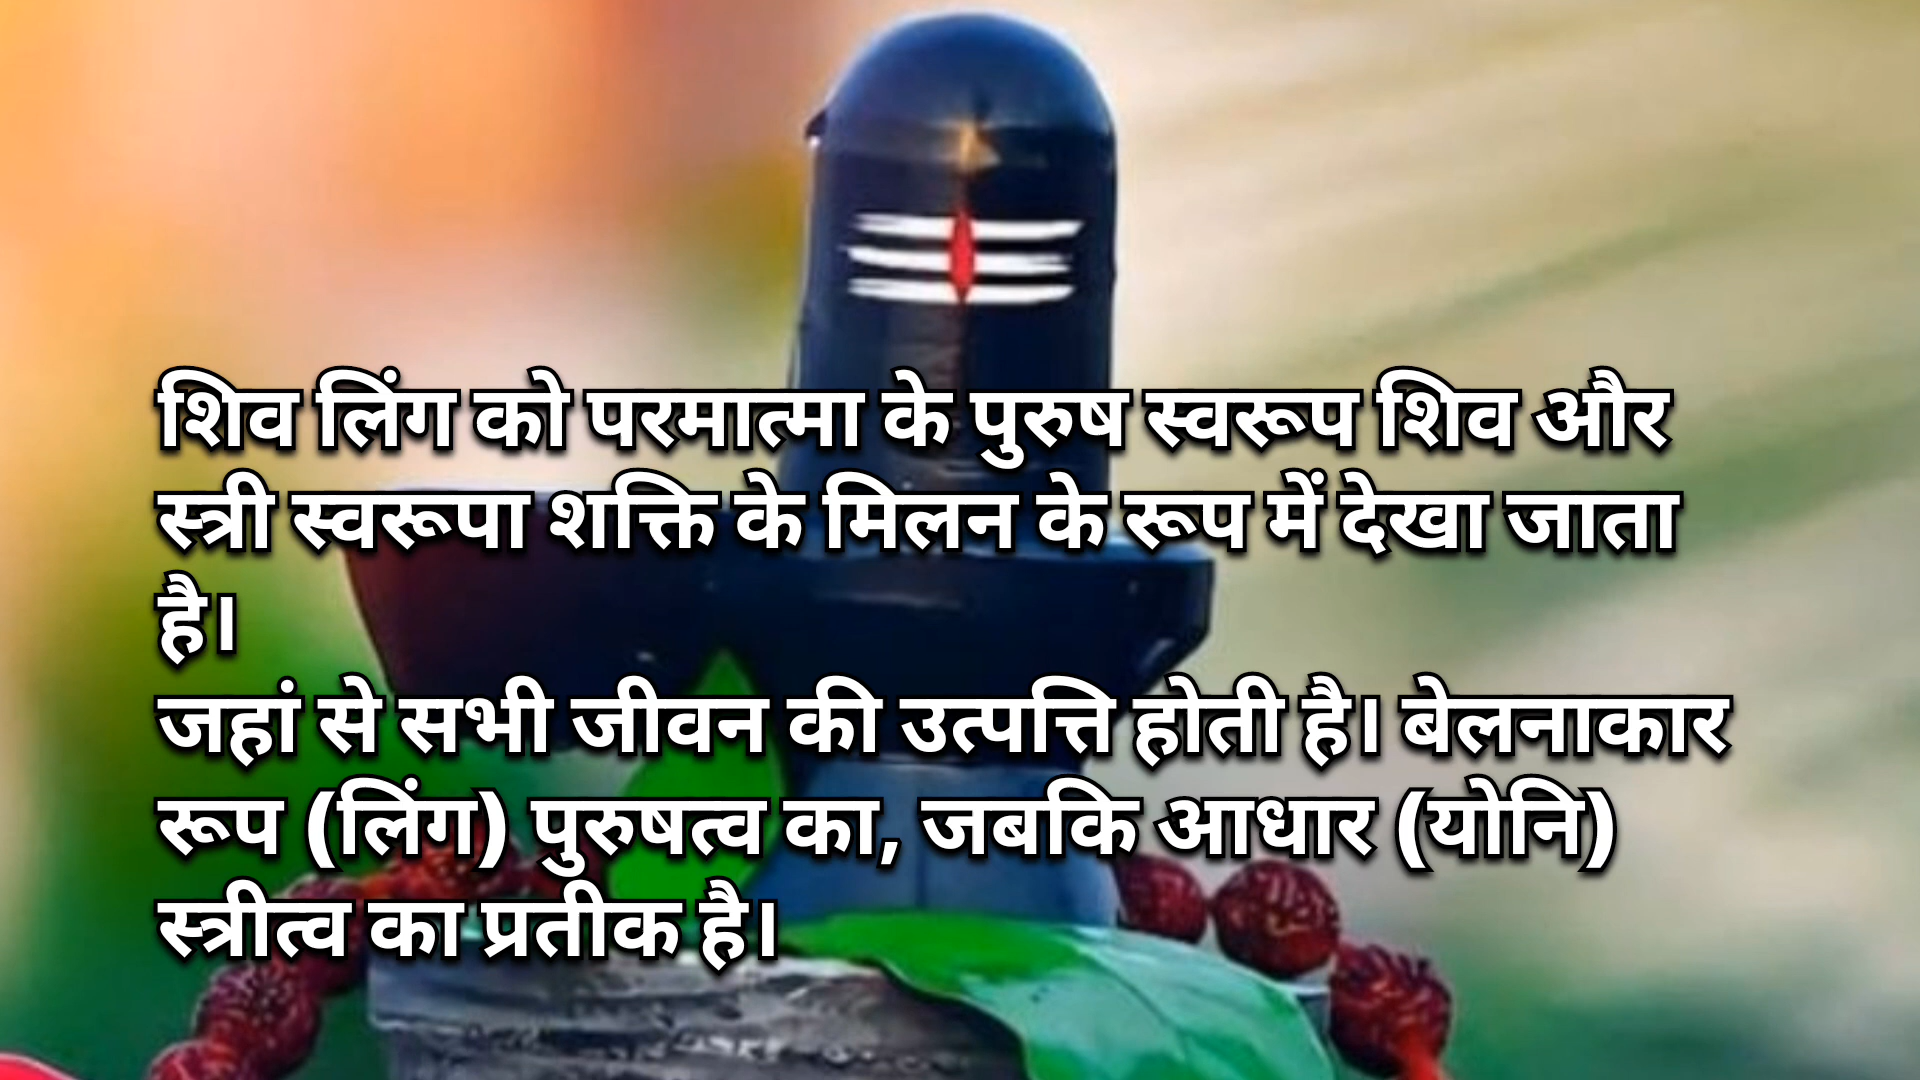 शिव लिंग को परमात्मा के पुरुष स्वरूप शिव और
स्त्री स्वरूपा शक्ति के मिलन के रूप में देखा जाता
है।
जहां से सभी जीवन की उत्पत्ति होती है। बेलनाकार
रूप (लिंग) पुरुषत्व का, जबकि आधार (योनि)
स्त्रीत्व का प्रतीक है।